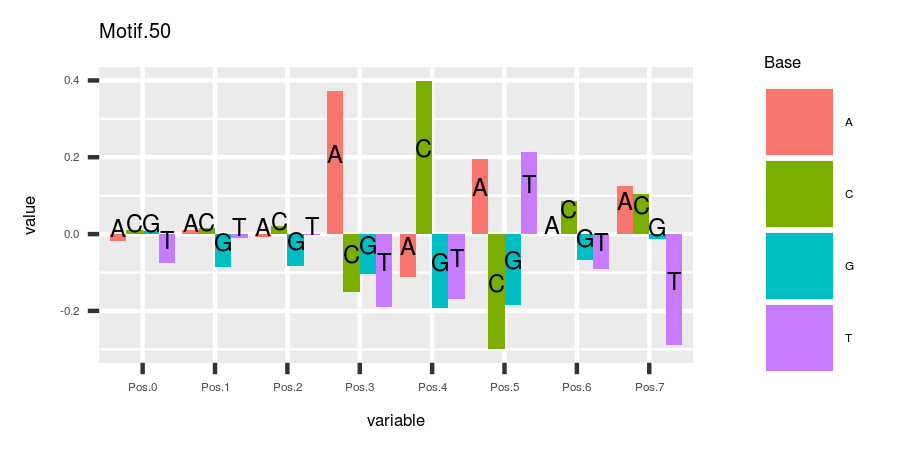 Motif.50
value
0.4
0.2
0.0
-0.2
A C G T A C G T A C G T A C G T A C G T A C G T A C G T A C G T
Pos.0 Pos.1 Pos.2 Pos.3 Pos.4 Pos.5 Pos.6 Pos.7
variable
Base
A
C
G
T